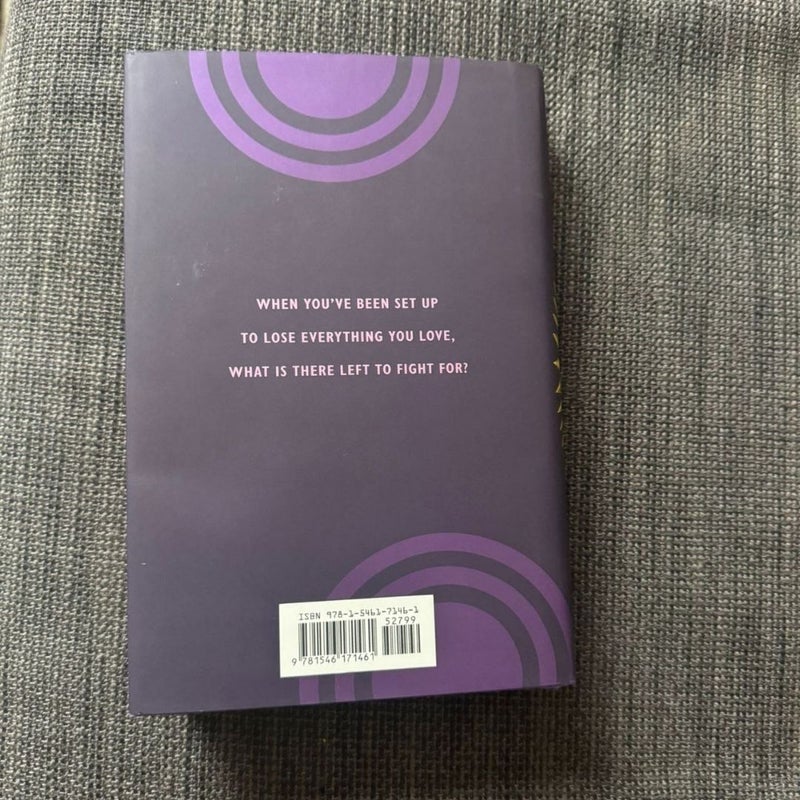 WHEN YOU'VE BEEN SET UP
TO LOSE EVERYTHING YOU LOVE,
WHAT IS THERE LEFT TO FIGHT FOR?
ISBN 978-1-5461-7146-1
52799
9 781546 171461